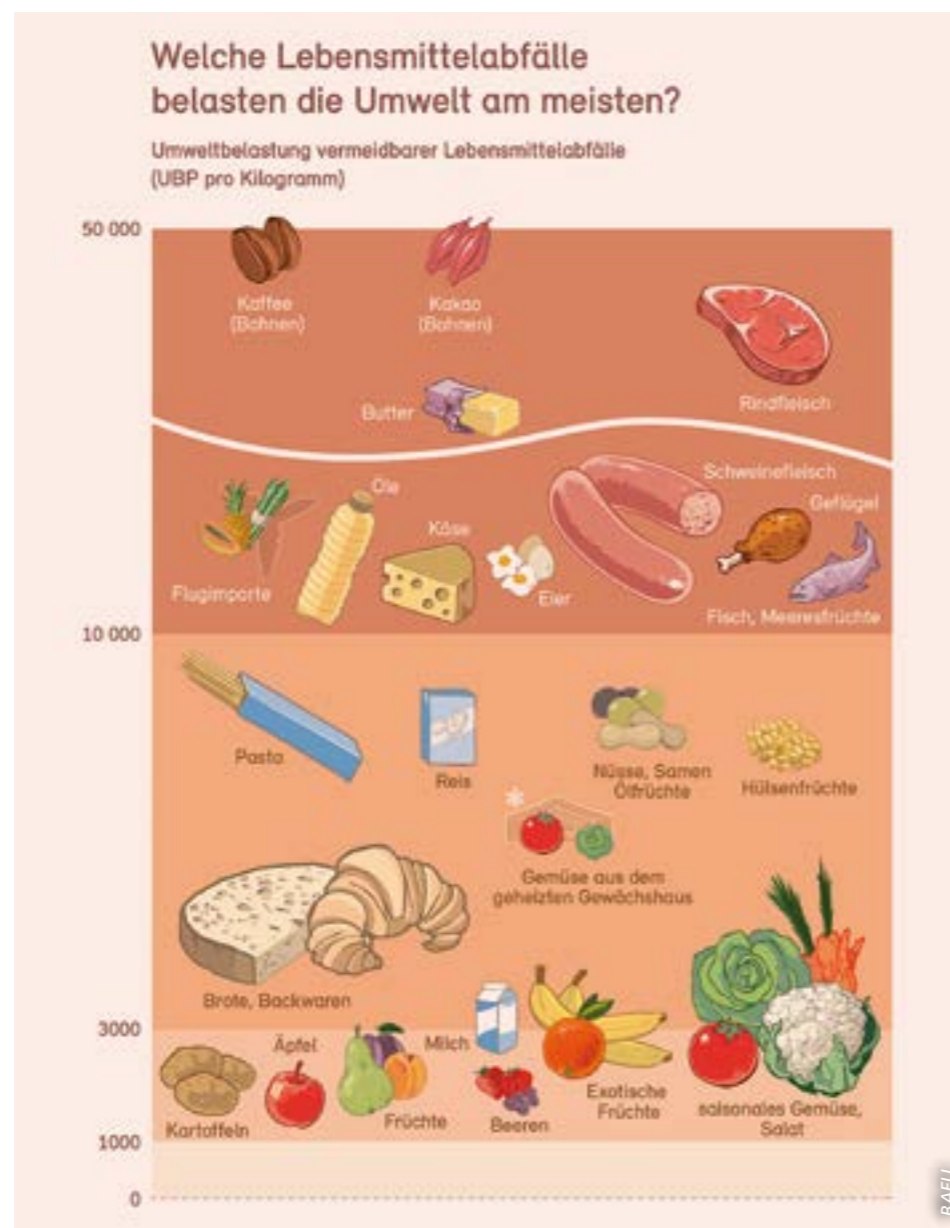 Welche Lebensmittelabfälle
belasten die Umwelt am meisten?
Umweltbelastung vermeidbarer Lebensmittelabfälle
(UBP pro Kilogramm)
50 000
Kaffee
(Bohnen)
Kakao
(Bohnen)
Rindfleisch
Butter
Schweinefleisch
Öle
Geflügel
Käse
Flugimporte
Eier
Fisch, Meeresfrüchte
10 000
Pasta
Reis
Nüsse, Samen
Ölfrüchte
Hülsenfrüchte
*
Gemüse aus dem
geheizten Gewächshaus
Brote, Backwaren
3000
Äpfel
Milch
Exotische
Früchte
Kartoffeln
Früchte
Beeren
saisonales Gemüse,
Salat
1000
0
BAFU